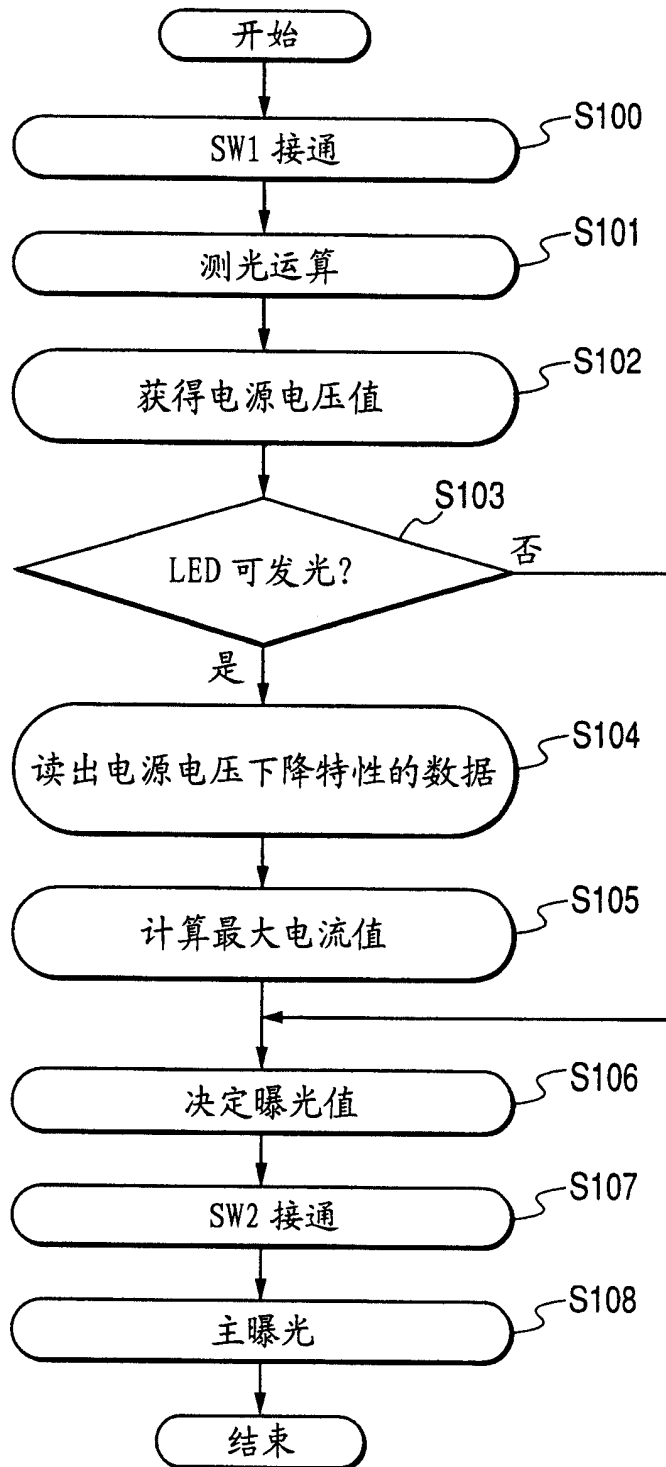 开始
S100
SW1 接通
S101
测光运算
S102
获得电源电压值
S103
LED 可发光?
否
是
S104
读出电源电压下降特性的数据
S105
计算最大电流值
S106
决定曝光值
S107
SW2 接通
S108
主曝光
结束